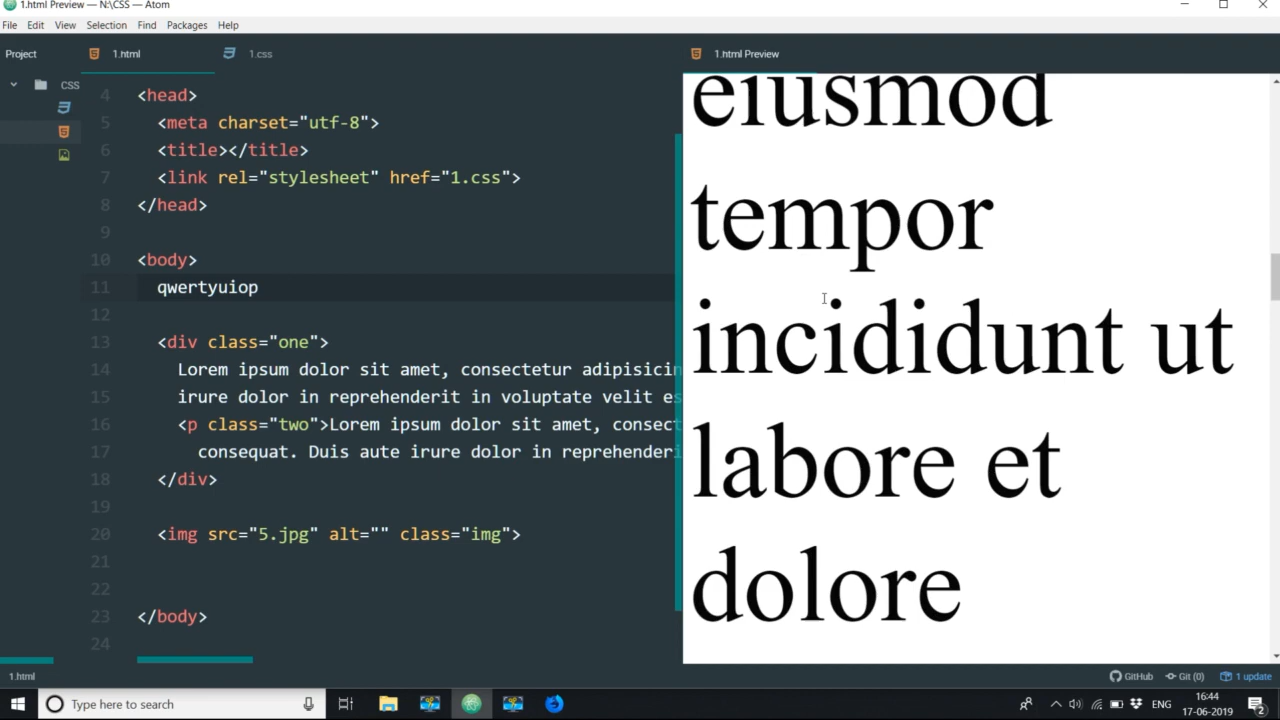 1.html Preview — N:\CSS — Atom
File Edit View Selection Find Packages Help
Project 1.html 1.css 1.html Preview
CSS
4 <head>
5 <meta charset="utf-8">
6 <title></title>
7 <link rel="stylesheet" href="1.css">
8 </head>
9
10 <body>
11 qwertyuiop
12
13 <div class="one">
14 Lorem ipsum dolor sit amet, consectetur adipisicin
15 irure dolor in reprehenderit in voluptate velit es
16 <p class="two">Lorem ipsum dolor sit amet, consect
17 consequat. Duis aute irure dolor in reprehenderi
18 </div>
19
20 <img src="5.jpg" alt="" class="img">
21
22
23 </body>
24
eiusmod
tempor
incididunt ut
labore et
dolore
1.html GitHub Git (0) 1 update
Type here to search ENG 16:44
17-06-2019 2